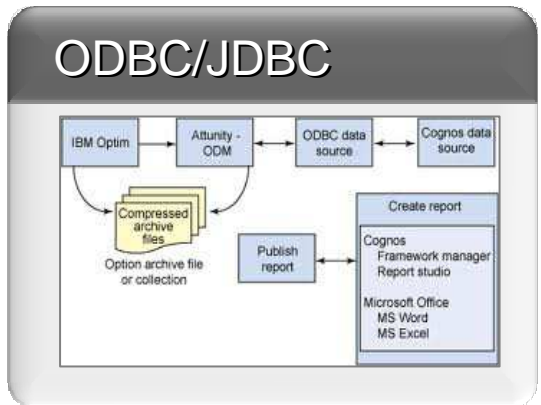 ODBC/JDBC
IBM Optim
Attunity -
ODM
ODBC data
source
Cognos data
source
Compressed
archive
files
Option archive file
or collection
Publish
report
Create report
Cognos
Framework manager
Report studio
Microsoft Office
MS Word
MS Excel